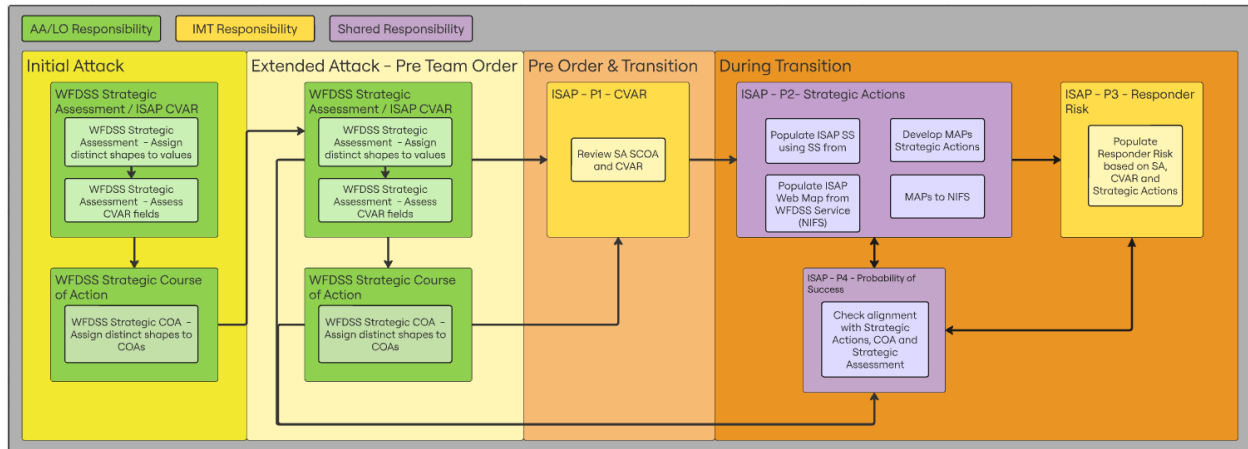 AA/LO Responsibility
IMT Responsibility
Shared Responsibility
Initial Attack
WFDSS Strategic
Assessment / ISAP CVAR
WFDSS Strategic
Assessment - Assign
distinct shapes to values
WFDSS Strategic
Assessment - Assess
CVAR fields
WFDSS Strategic Course
of Action
WFDSS Strategic COA -
Assign distinct shapes to
COAs
Extended Attack - Pre Team Order
WFDSS Strategic
Assessment / ISAP CVAR
WFDSS Strategic
Assessment - Assign
distinct shapes to values
WFDSS Strategic
Assessment - Assess
CVAR fields
WFDSS Strategic Course
of Action
WFDSS Strategic COA -
Assign distinct shapes to
COAs
Pre Order & Transition
ISAP - P1 - CVAR
Review SA SCOA
and CVAR
During Transition
ISAP - P2- Strategic Actions
Populate ISAP SS
using SS from
Develop MAPs
Strategic Actions
Populate ISAP
Web Map from
WFDSS Service
(NIFS)
MAPs to NIFS
ISAP - P4 - Probability of
Success
Check alignment
with Strategic
Actions, COA and
Strategic
Assessment
ISAP - P3 - Responder
Risk
Populate
Responder Risk
based on SA,
CVAR and
Strategic Actions